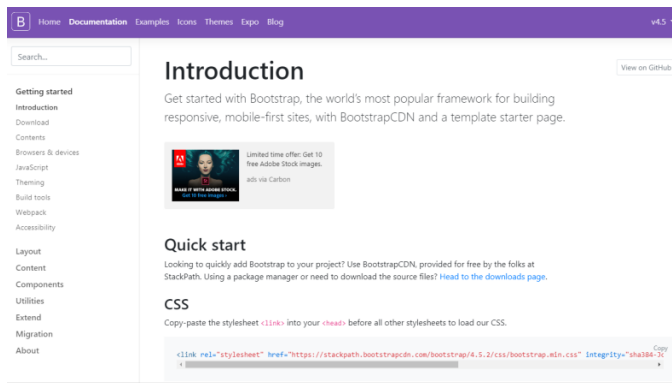 B Home Documentation Examples Icons Themes Expo Blog v4.5
Search...
View on GitHub
Getting started
Introduction
Download
Contents
Browsers & devices
JavaScript
Theming
Build tools
Webpack
Accessibility
Layout
Content
Components
Utilities
Extend
Migration
About
Introduction
Get started with Bootstrap, the world's most popular framework for building
responsive, mobile-first sites, with BootstrapCDN and a template starter page.
MAKE IT WITH ADOBE STOCK.
Get 10 free images ›
Limited time offer: Get 10
free Adobe Stock images.
ads via Carbon
Quick start
Looking to quickly add Bootstrap to your project? Use BootstrapCDN, provided for free by the folks at
StackPath. Using a package manager or need to download the source files? Head to the downloads page.
CSS
Copy-paste the stylesheet <link> into your <head> before all other stylesheets to load our CSS.
Copy
<link rel="stylesheet" href="https://stackpath.bootstrapcdn.com/bootstrap/4.5.2/css/bootstrap.min.css" integrity="sha384-Jc